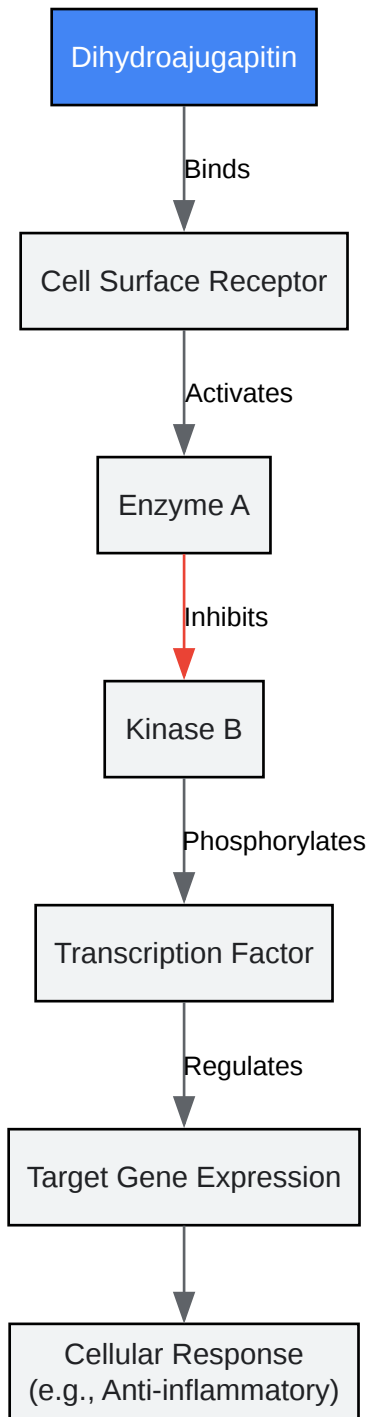 Dihydroajugapitin
Binds
Cell Surface Receptor
Activates
Enzyme A
Inhibits
Kinase B
Phosphorylates
Transcription Factor
Regulates
Target Gene Expression
Cellular Response
(e.g., Anti-inflammatory)